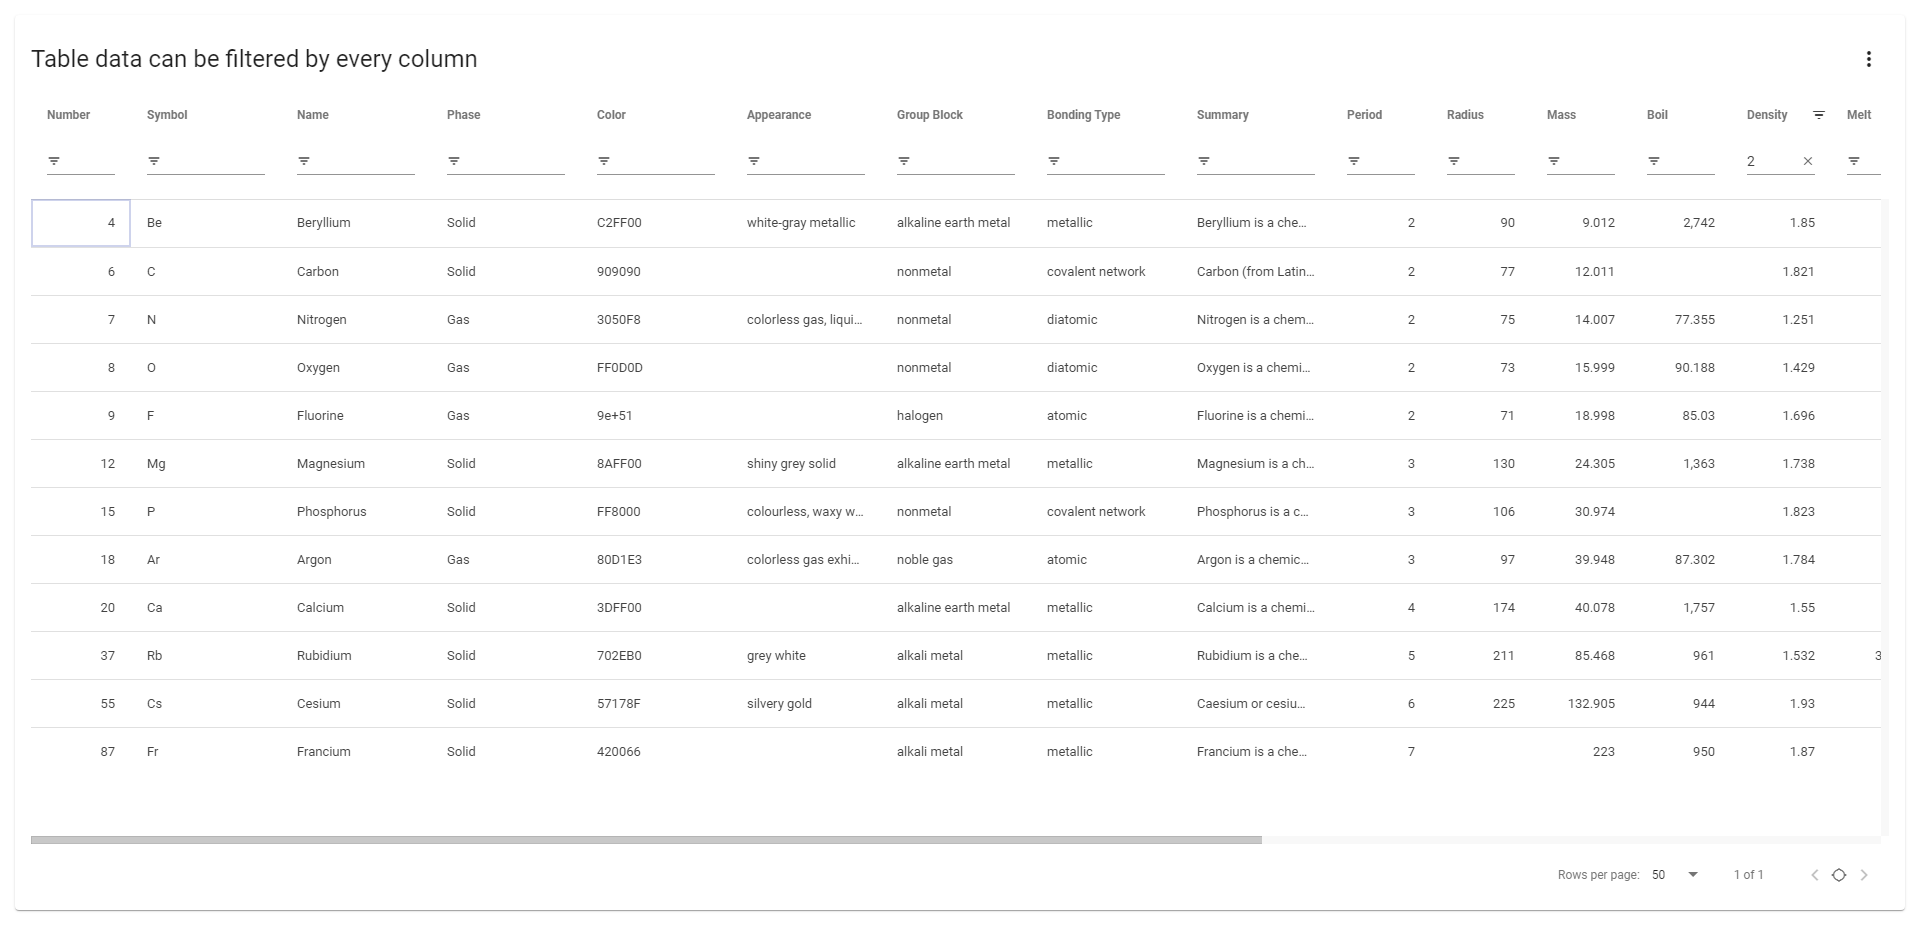 Table data can be filtered by every column
Number Symbol Name Phase Color Appearance Group Block Bonding Type Summary Period Radius Mass Boil Density Melt
2
4 Be Beryllium Solid C2FF00 white-gray metallic alkaline earth metal metallic Beryllium is a che... 2 90 9.012 2,742 1.85
6 C Carbon Solid 909090 nonmetal covalent network Carbon (from Latin... 2 77 12.011 1.821
7 N Nitrogen Gas 3050F8 colorless gas, liqui... nonmetal diatomic Nitrogen is a chem... 2 75 14.007 77.355 1.251
8 O Oxygen Gas FF0D0D nonmetal diatomic Oxygen is a chemi... 2 73 15.999 90.188 1.429
9 F Fluorine Gas 9e+51 halogen atomic Fluorine is a chemi... 2 71 18.998 85.03 1.696
12 Mg Magnesium Solid 8AFF00 shiny grey solid alkaline earth metal metallic Magnesium is a ch... 3 130 24.305 1,363 1.738
15 P Phosphorus Solid FF8000 colourless, waxy w... nonmetal covalent network Phosphorus is a c... 3 106 30.974 1.823
18 Ar Argon Gas 80D1E3 colorless gas exhi... noble gas atomic Argon is a chemic... 3 97 39.948 87.302 1.784
20 Ca Calcium Solid 3DFF00 alkaline earth metal metallic Calcium is a chemi... 4 174 40.078 1,757 1.55
37 Rb Rubidium Solid 702EB0 grey white alkali metal metallic Rubidium is a che... 5 211 85.468 961 1.532 3
55 Cs Cesium Solid 57178F silvery gold alkali metal metallic Caesium or cesiu... 6 225 132.905 944 1.93
87 Fr Francium Solid 420066 alkali metal metallic Francium is a che... 7 223 950 1.87
Rows per page: 50 1 of 1